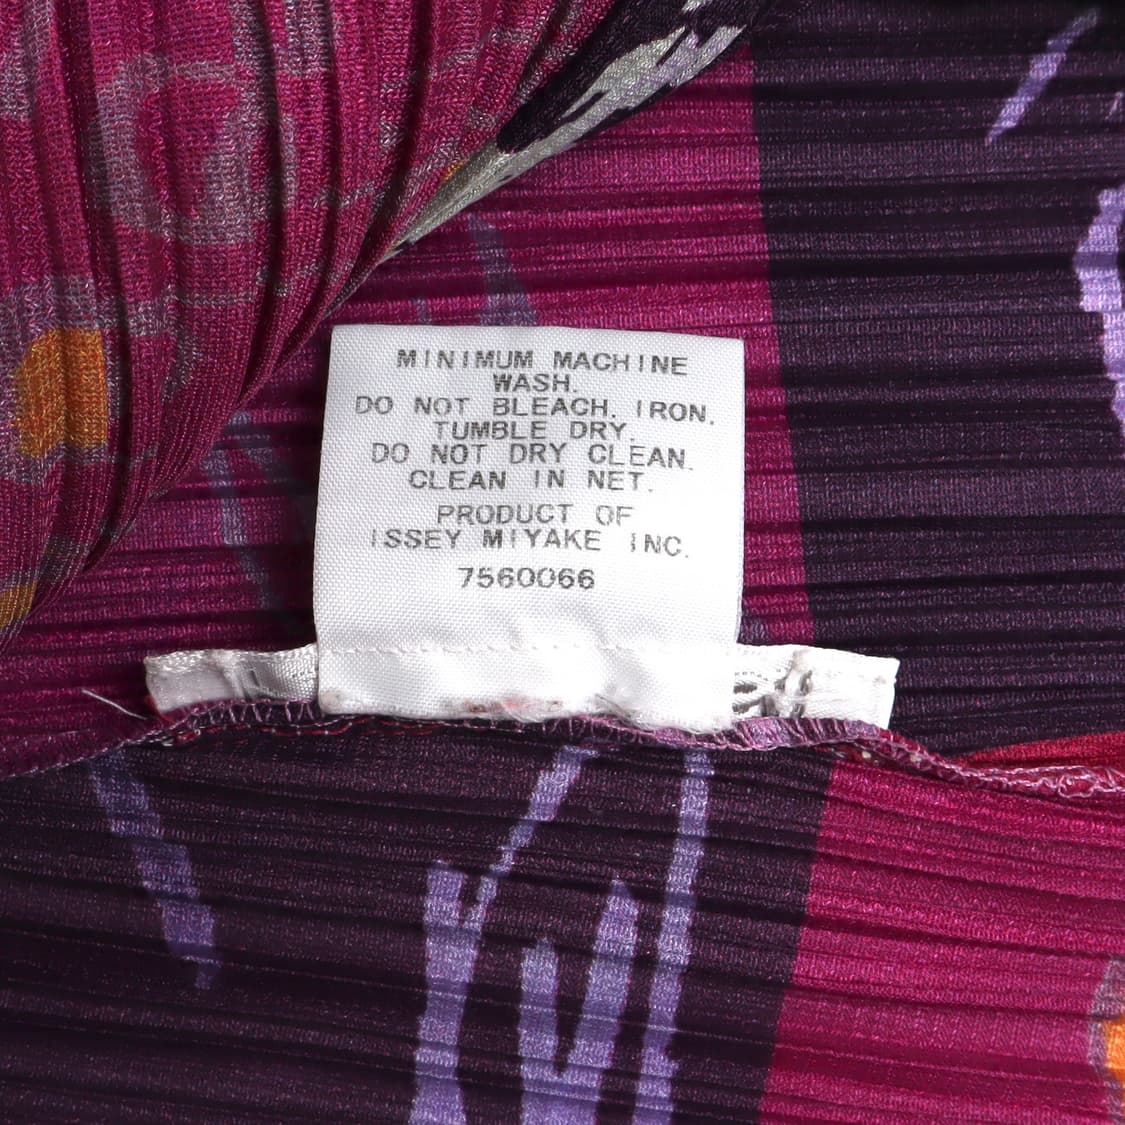 MINIMUM MACHINE
WASH.
DO NOT BLEACH. IRON.
TUMBLE DRY.
DO NOT DRY CLEAN.
CLEAN IN NET.
PRODUCT OF
ISSEY MIYAKE INC.
7560066